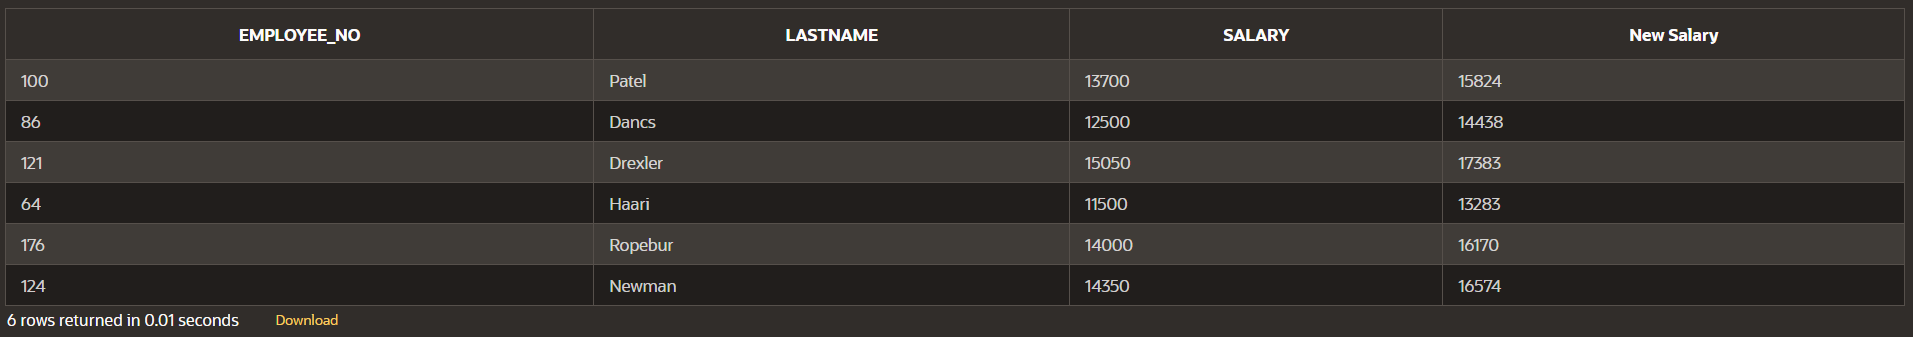 EMPLOYEE_NO LASTNAME SALARY New Salary
100 Patel 13700 15824
86 Dancs 12500 14438
121 Drexler 15050 17383
64 Haari 11500 13283
176 Ropebur 14000 16170
124 Newman 14350 16574
6 rows returned in 0.01 seconds Download